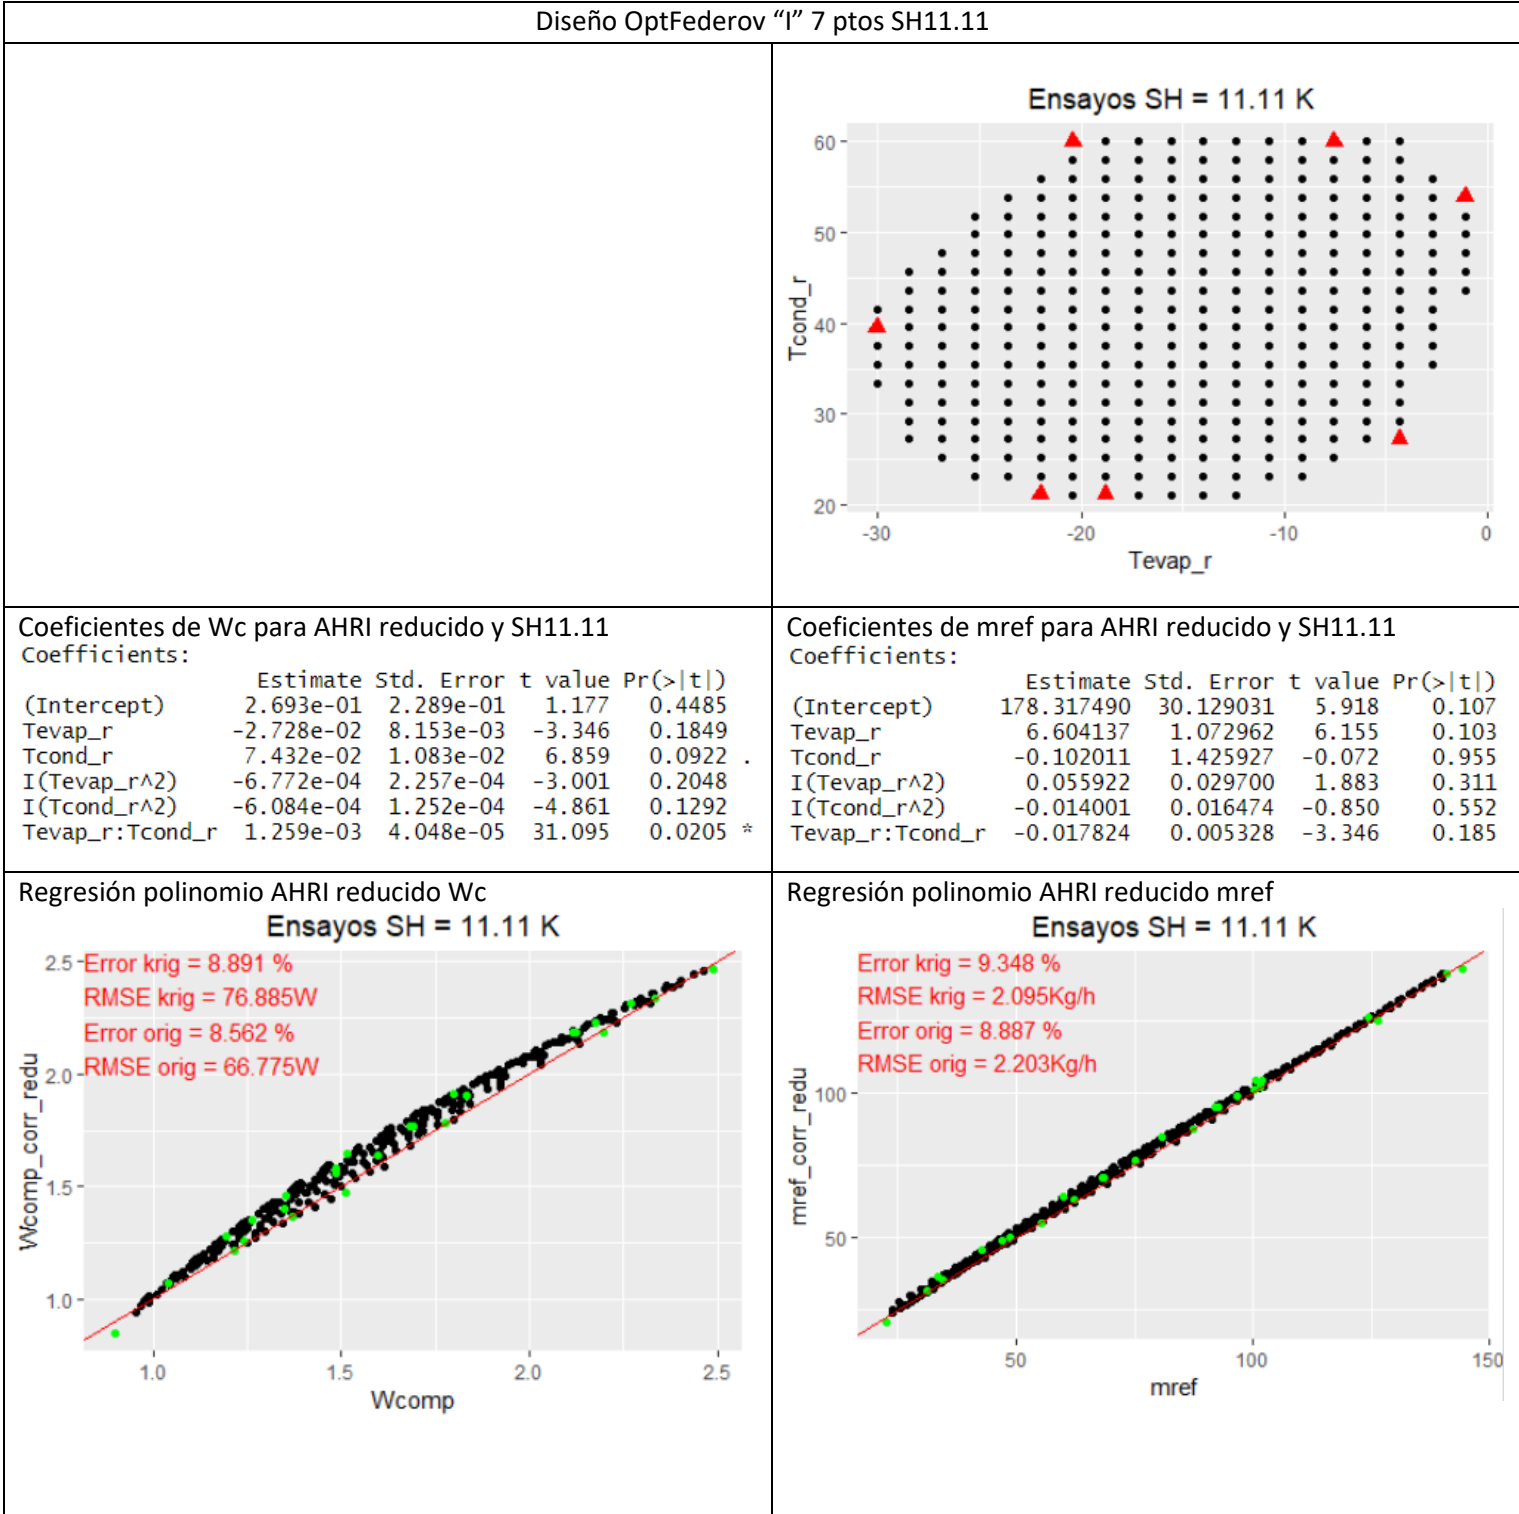 Diseño OptFederov “I” 7 ptos SH11.11
Ensayos SH = 11.11 K
60
50
40
30
20
Tcond_r
-30
-20
-10
0
Tevap_r
Coeficientes de Wc para AHRI reducido y SH11.11
Coefficients:
Estimate Std. Error t value Pr(>|t|)
(Intercept) 2.693e-01 2.289e-01 1.177 0.4485
Tevap_r -2.728e-02 8.153e-03 -3.346 0.1849
Tcond_r 7.432e-02 1.083e-02 6.859 0.0922 .
I(Tevap_r^2) -6.772e-04 2.257e-04 -3.001 0.2048
I(Tcond_r^2) -6.084e-04 1.252e-04 -4.861 0.1292
Tevap_r:Tcond_r 1.259e-03 4.048e-05 31.095 0.0205 *
Coeficientes de mref para AHRI reducido y SH11.11
Coefficients:
Estimate Std. Error t value Pr(>|t|)
(Intercept) 178.317490 30.129031 5.918 0.107
Tevap_r 6.604137 1.072962 6.155 0.103
Tcond_r -0.102011 1.425927 -0.072 0.955
I(Tevap_r^2) 0.055922 0.029700 1.883 0.311
I(Tcond_r^2) -0.014001 0.016474 -0.850 0.552
Tevap_r:Tcond_r -0.017824 0.005328 -3.346 0.185
Regresión polinomio AHRI reducido Wc
Ensayos SH = 11.11 K
Error krig = 8.891 %
RMSE krig = 76.885W
Error orig = 8.562 %
RMSE orig = 66.775W
2.5
2.0
1.5
1.0
Wcomp_corr_redu
1.0
1.5
2.0
2.5
Wcomp
Regresión polinomio AHRI reducido mref
Ensayos SH = 11.11 K
Error krig = 9.348 %
RMSE krig = 2.095Kg/h
Error orig = 8.887 %
RMSE orig = 2.203Kg/h
100
50
mref_corr_redu
50
100
150
mref